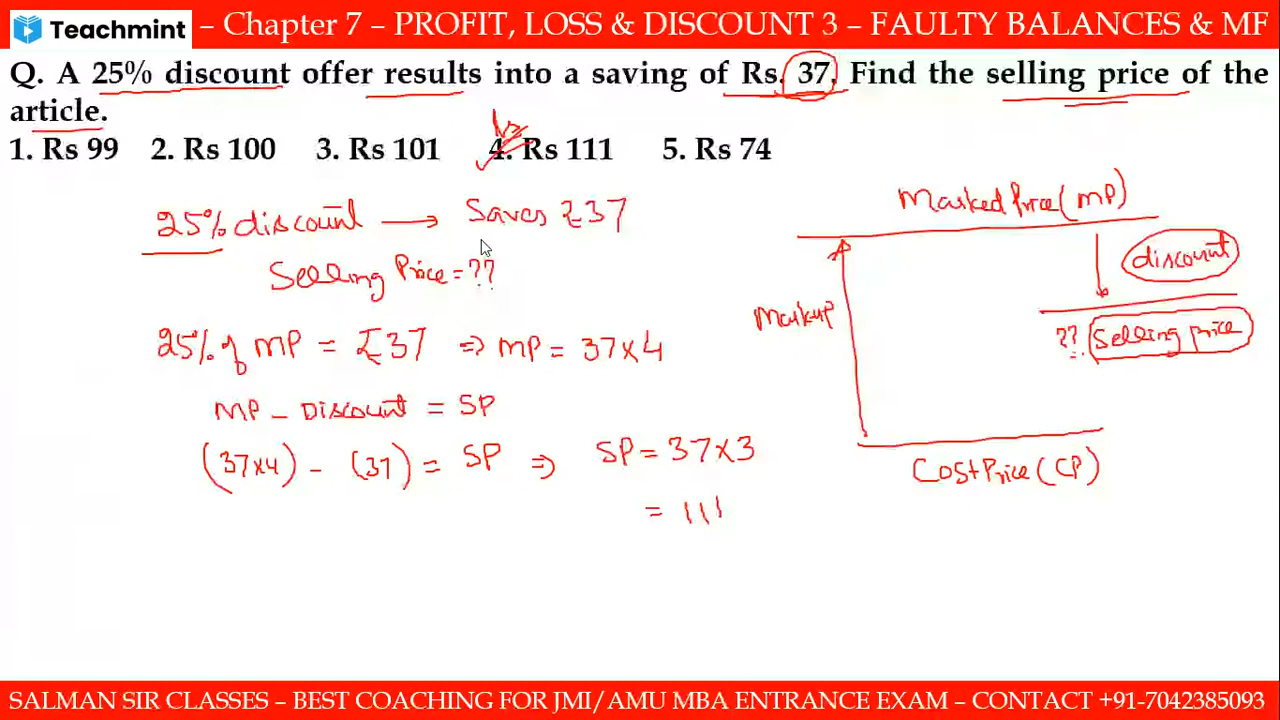 Teachmint – Chapter 7 – PROFIT, LOSS & DISCOUNT 3 – FAULTY BALANCES & MF
Q. A 25% discount offer results into a saving of Rs. 37. Find the selling price of the
article.
1. Rs 99 2. Rs 100 3. Rs 101 4. Rs 111 5. Rs 74
25% discount → Saves ₹37
Selling Price = ??
25% of MP = ₹37 ⇒ MP = 37×4
MP – Discount = SP
(37×4) – (37) = SP ⇒ SP = 37×3
= 111
Marked Price (MP)
discount
Markup
?? Selling price
Cost Price (CP)
SALMAN SIR CLASSES – BEST COACHING FOR JMI/AMU MBA ENTRANCE EXAM – CONTACT +91-7042385093